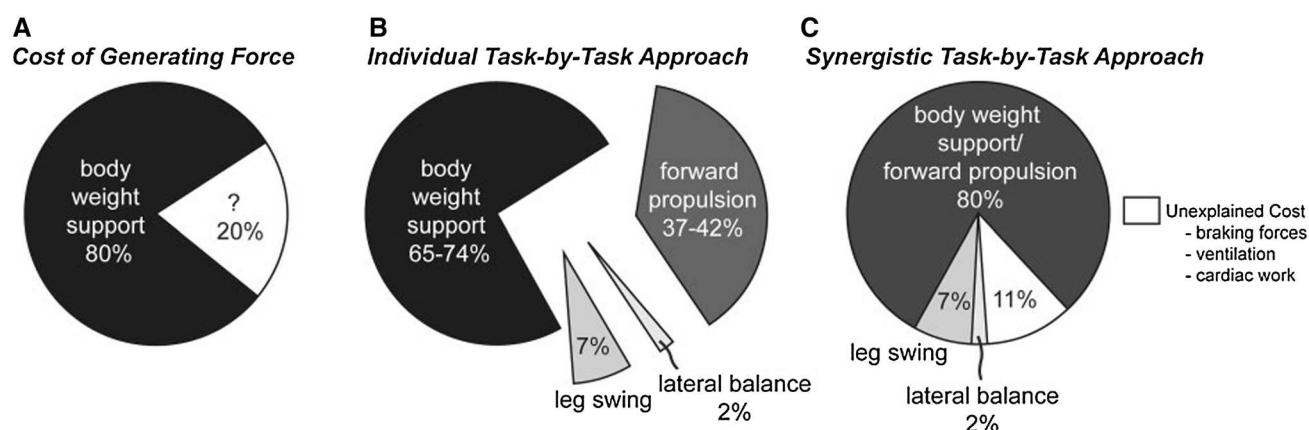 A
Cost of Generating Force
body
weight
support
80%
?
20%
B
Individual Task-by-Task Approach
body
weight
support
65-74%
forward
propulsion
37-42%
7%
leg swing
lateral balance
2%
C
Synergistic Task-by-Task Approach
body weight
support/
forward propulsion
80%
7%
11%
leg swing
lateral balance
2%
Unexplained Cost
- braking forces
- ventilation
- cardiac work